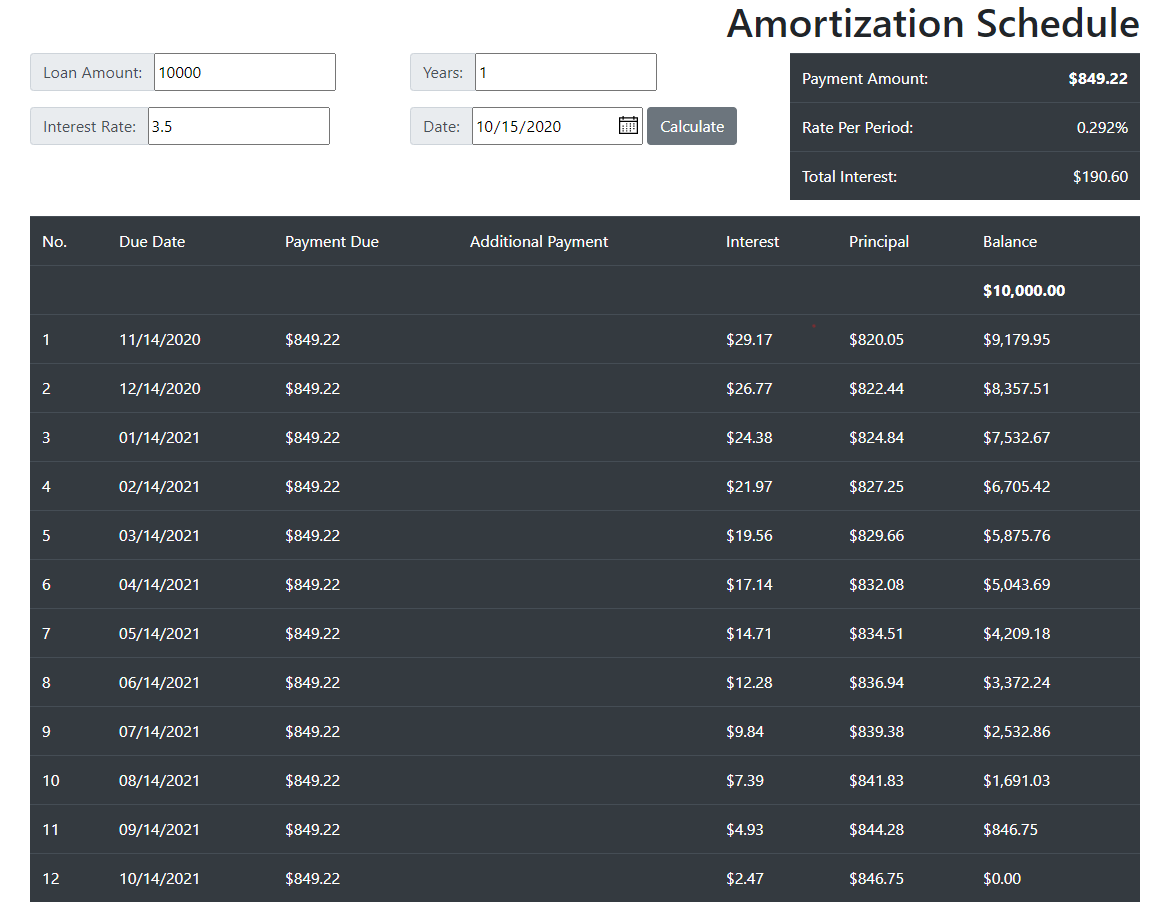 Amortization Schedule
Loan Amount: 10000 Years: 1
Interest Rate: 3.5 Date: 10/15/2020 Calculate
Payment Amount: $849.22
Rate Per Period: 0.292%
Total Interest: $190.60
No. Due Date Payment Due Additional Payment Interest Principal Balance
$10,000.00
1 11/14/2020 $849.22 $29.17 $820.05 $9,179.95
2 12/14/2020 $849.22 $26.77 $822.44 $8,357.51
3 01/14/2021 $849.22 $24.38 $824.84 $7,532.67
4 02/14/2021 $849.22 $21.97 $827.25 $6,705.42
5 03/14/2021 $849.22 $19.56 $829.66 $5,875.76
6 04/14/2021 $849.22 $17.14 $832.08 $5,043.69
7 05/14/2021 $849.22 $14.71 $834.51 $4,209.18
8 06/14/2021 $849.22 $12.28 $836.94 $3,372.24
9 07/14/2021 $849.22 $9.84 $839.38 $2,532.86
10 08/14/2021 $849.22 $7.39 $841.83 $1,691.03
11 09/14/2021 $849.22 $4.93 $844.28 $846.75
12 10/14/2021 $849.22 $2.47 $846.75 $0.00